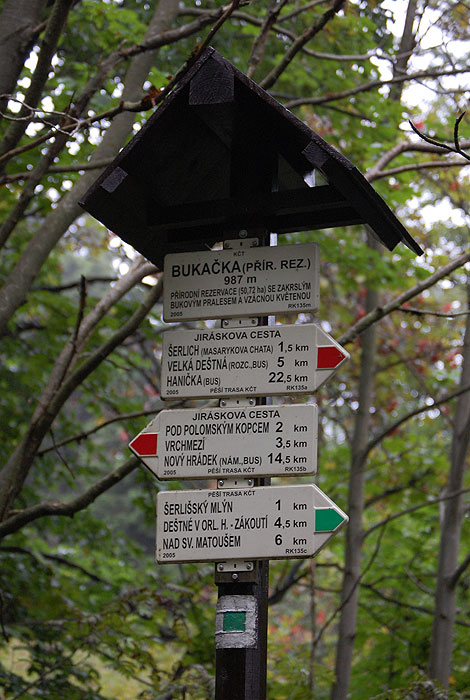 KČT
BUKAČKA (PŘÍR. REZ.)
987 m
PŘÍRODNÍ REZERVACE (50,72 ha) SE ZAKRSLÝM
BUKOVÝM PRALESEM A VZÁCNOU KVĚTENOU
2005 RK135m
JIRÁSKOVA CESTA
ŠERLICH (MASARYKOVA CHATA) 1,5 km
VELKÁ DEŠTNÁ (ROZC.,BUS) 5 km
HANIČKA (BUS) 22,5 km
2005 PĚŠÍ TRASA KČT RK135a
JIRÁSKOVA CESTA
POD POLOMSKÝM KOPCEM 2 km
VRCHMEZÍ 3,5 km
NOVÝ HRÁDEK (NÁM.,BUS) 14,5 km
2005 PĚŠÍ TRASA KČT RK135b
PĚŠÍ TRASA KČT
ŠERLIŠSKÝ MLÝN 1 km
DEŠTNÉ V ORL. H. - ZÁKOUTÍ 4,5 km
NAD SV. MATOUŠEM 6 km
2005 RK135c